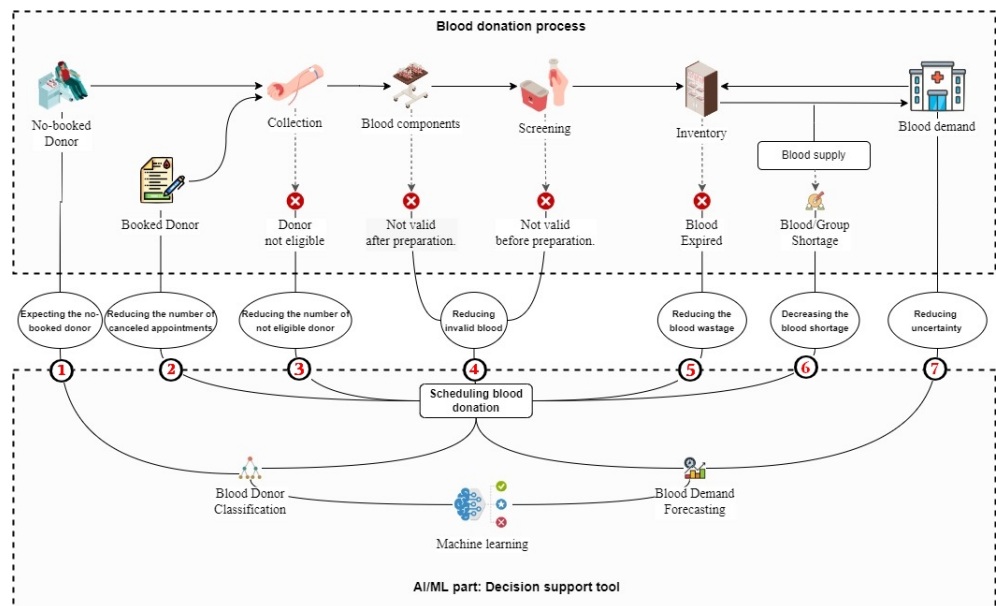 Blood donation process
No-booked
Donor
Collection
Blood components
Screening
Inventory
Blood demand
Blood supply
Booked Donor
Donor
not eligible
Not valid
after preparation.
Not valid
before preparation.
Blood
Expired
Blood/Group
Shortage
Expecting the no-
booked donor
Reducing the number of
canceled appointments
Reducing the number of
not eligible donor
Reducing
invalid blood
Reducing the
blood wastage
Decreasing the
blood shortage
Reducing
uncertainty
1
2
3
4
5
6
7
Scheduling blood
donation
Blood Donor
Classification
Blood Demand
Forecasting
Machine learning
AI/ML part: Decision support tool